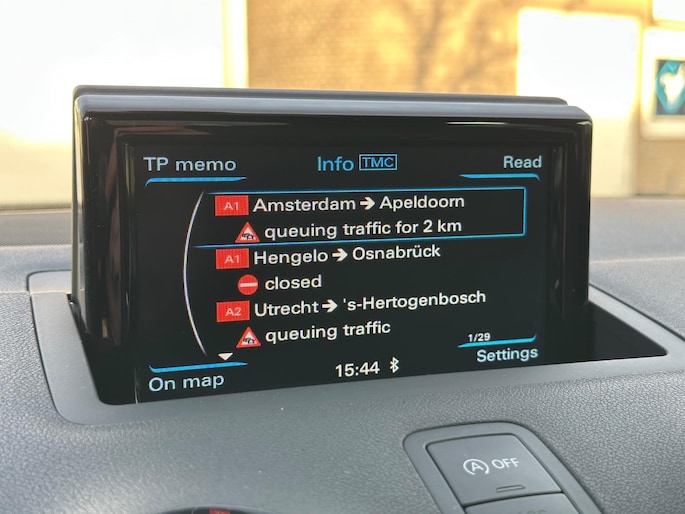 TP memo Info TMC Read
A1 Amsterdam → Apeldoorn
queuing traffic for 2 km
A1 Hengelo → Osnabrück
closed
A2 Utrecht → 's-Hertogenbosch
queuing traffic
1/29
On map 15:44 Settings
A OFF